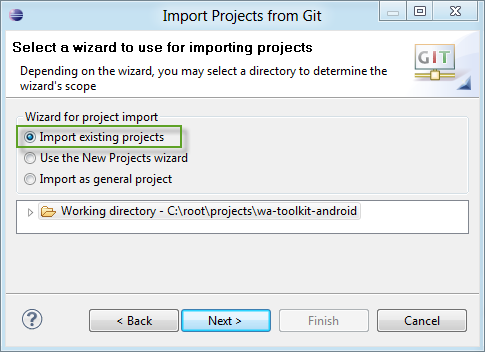 Import Projects from Git
Select a wizard to use for importing projects
Depending on the wizard, you may select a directory to determine the
wizard's scope
GIT
Wizard for project import
Import existing projects
Use the New Projects wizard
Import as general project
Working directory - C:\root\projects\wa-toolkit-android
?
< Back
Next >
Finish
Cancel